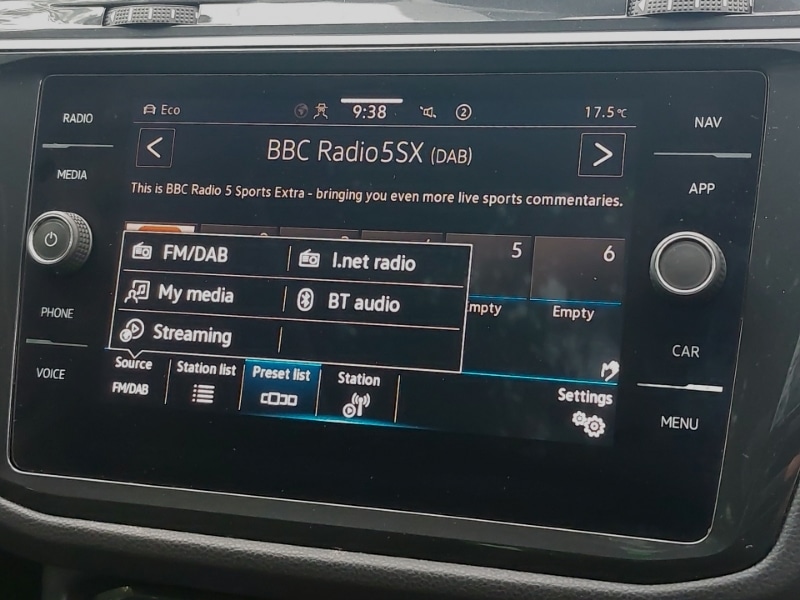 RADIO
MEDIA
PHONE
VOICE
Eco
9:38
2
17.5°C
BBC Radio5SX (DAB)
This is BBC Radio 5 Sports Extra - bringing you even more live sports commentaries.
5
6
Empty
FM/DAB
I.net radio
My media
BT audio
Streaming
Source
FM/DAB
Station list
Preset list
Station
Settings
NAV
APP
CAR
MENU